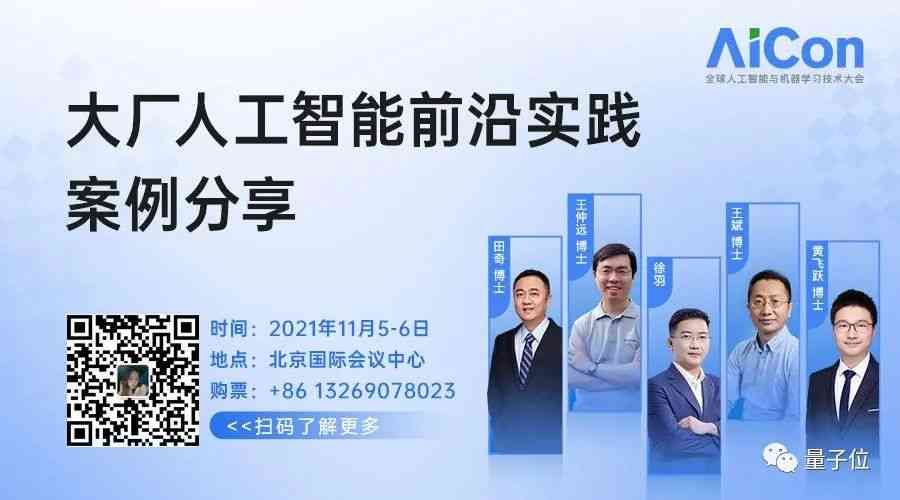 AiCon
全球人工智能与机器学习技术大会
大厂人工智能前沿实践
案例分享
田奇 博士
王仲远 博士
徐羽
王斌 博士
黄飞跃 博士
时间：2021年11月5-6日
地点：北京国际会议中心
购票：+86 13269078023
<<扫码了解更多
量子位